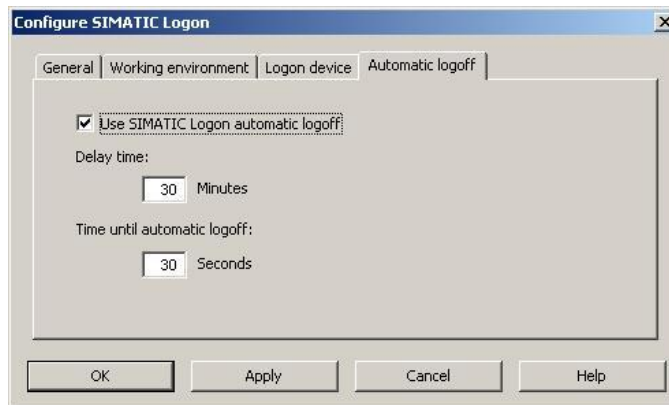 Configure SIMATIC Logon
General Working environment Logon device Automatic logoff
Use SIMATIC Logon automatic logoff
Delay time:
30 Minutes
Time until automatic logoff:
30 Seconds
OK Apply Cancel Help